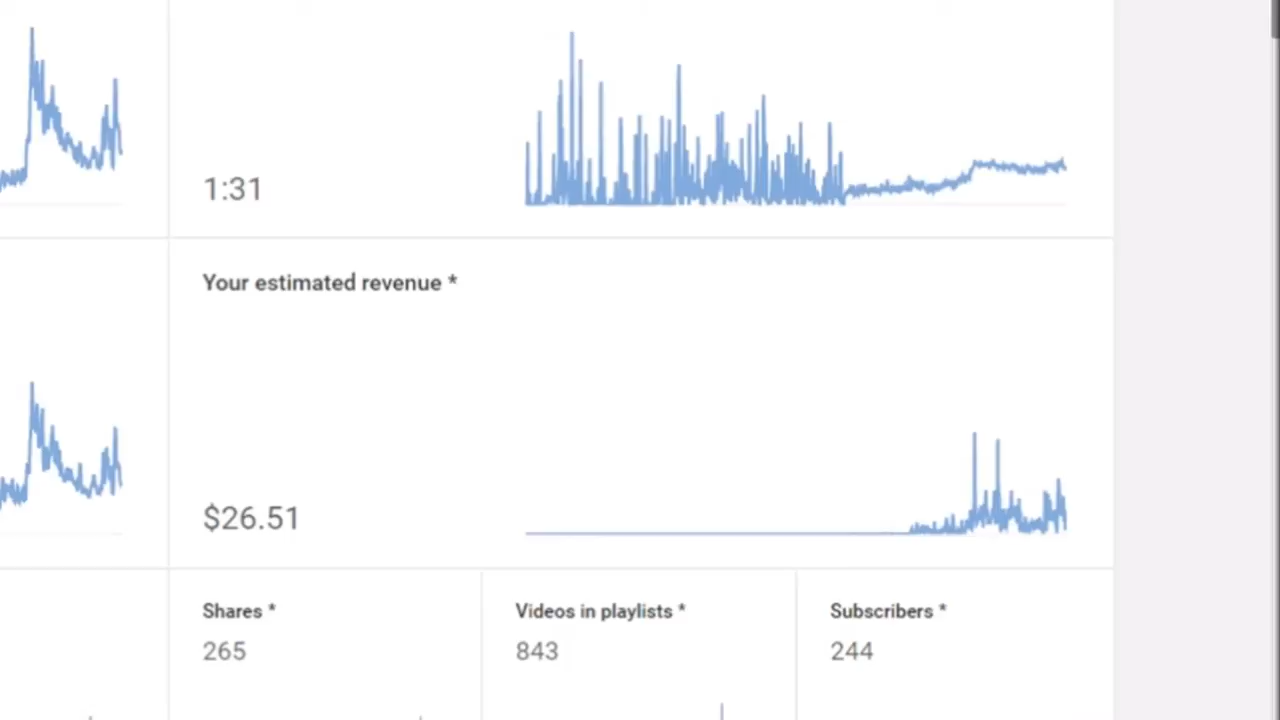 1:31
Your estimated revenue *
$26.51
Shares *
Videos in playlists *
Subscribers *
265
843
244